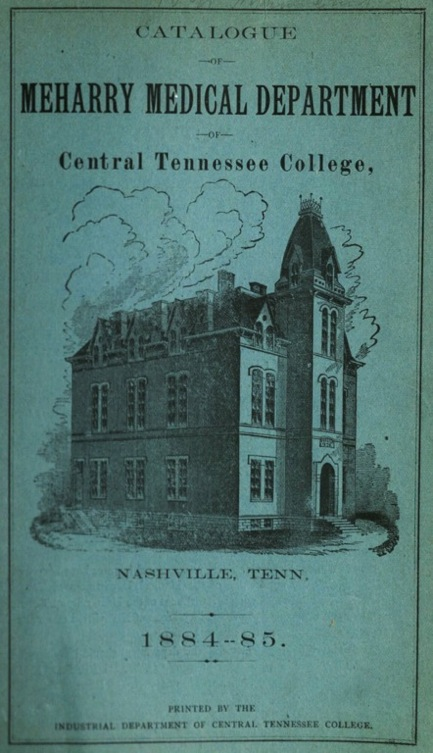 CATALOGUE
—OF—
MEHARRY MEDICAL DEPARTMENT
—OF—
Central Tennessee College,
NASHVILLE, TENN.
1884--85.
PRINTED BY THE
INDUSTRIAL DEPARTMENT OF CENTRAL TENNESSEE COLLEGE.